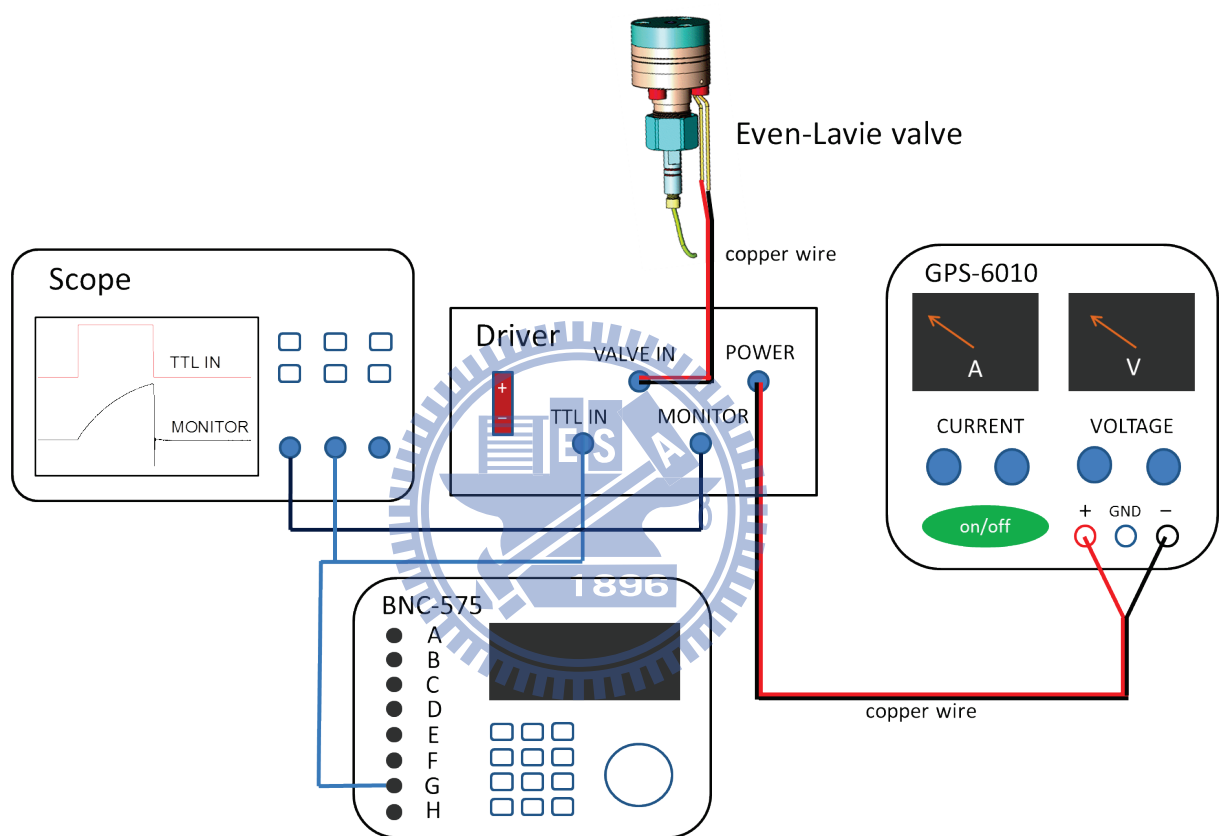 Even-Lavie valve
copper wire
Scope
TTL IN
MONITOR
Driver
VALVE IN
POWER
+
−
TTL IN
MONITOR
GPS-6010
A
V
CURRENT
VOLTAGE
on/off
+
GND
−
E S A
1896
BNC-575
A
B
C
D
E
F
G
H
copper wire